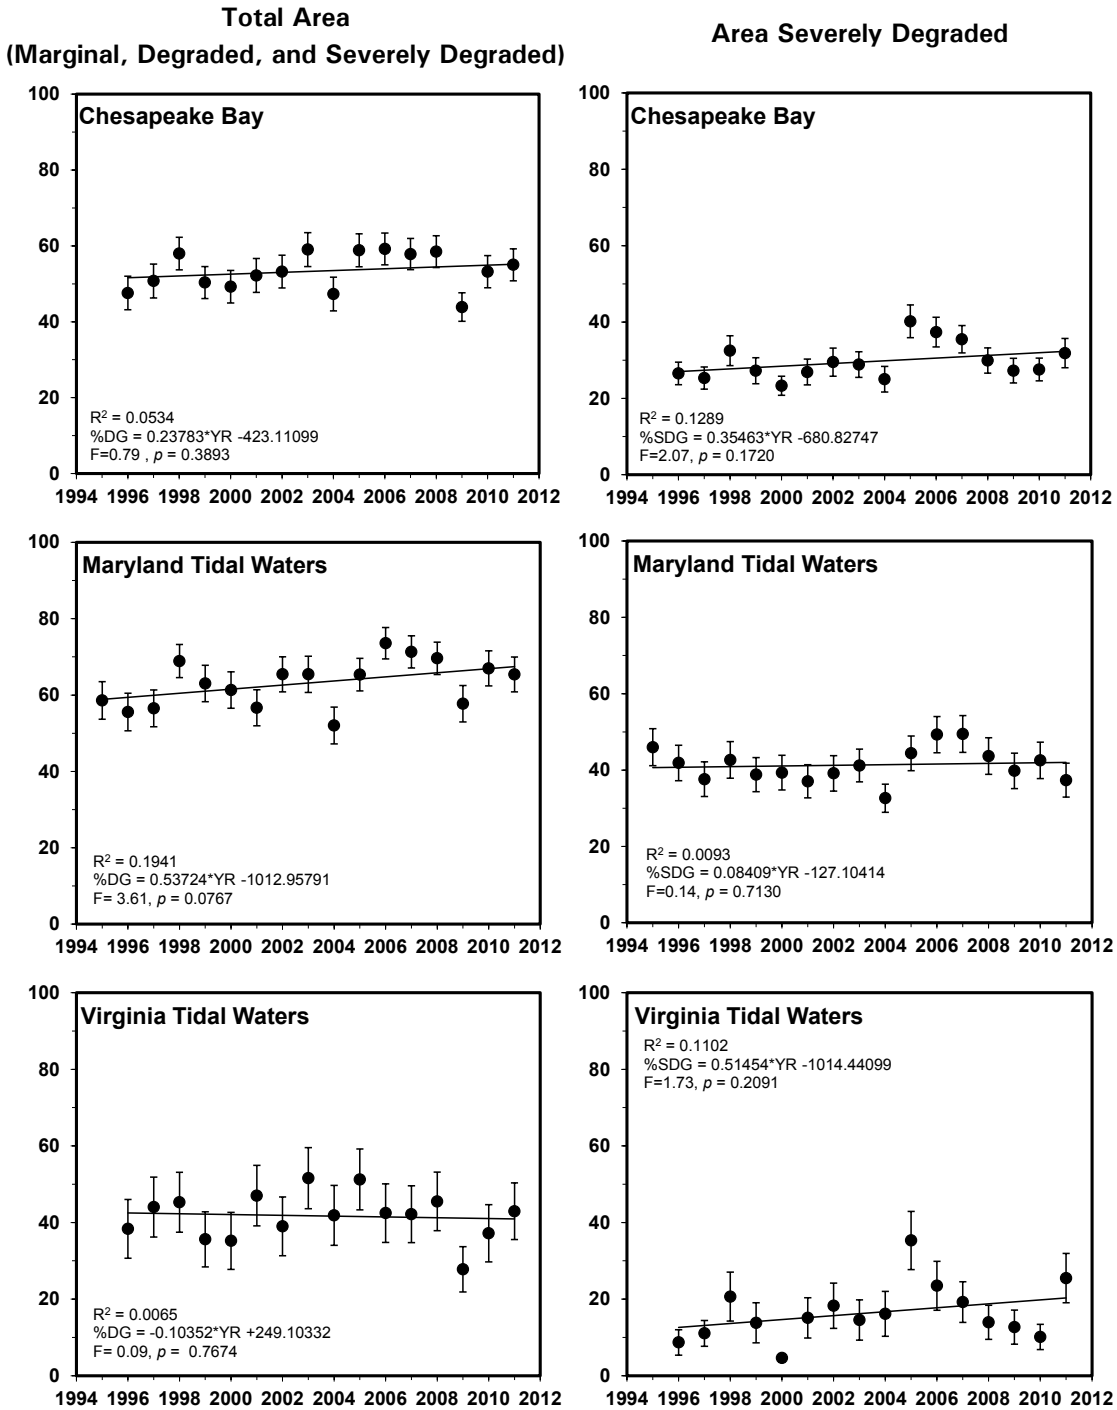 Total Area
(Marginal, Degraded, and Severely Degraded)
Area Severely Degraded
100
80
60
40
20
0
Chesapeake Bay
R² = 0.0534
%DG = 0.23783*YR -423.11099
F=0.79 , p = 0.3893
1994 1996 1998 2000 2002 2004 2006 2008 2010 2012
100
80
60
40
20
0
Chesapeake Bay
R² = 0.1289
%SDG = 0.35463*YR -680.82747
F=2.07, p = 0.1720
1994 1996 1998 2000 2002 2004 2006 2008 2010 2012
100
80
60
40
20
0
Maryland Tidal Waters
R² = 0.1941
%DG = 0.53724*YR -1012.95791
F= 3.61, p = 0.0767
1994 1996 1998 2000 2002 2004 2006 2008 2010 2012
100
80
60
40
20
0
Maryland Tidal Waters
R² = 0.0093
%SDG = 0.08409*YR -127.10414
F=0.14, p = 0.7130
1994 1996 1998 2000 2002 2004 2006 2008 2010 2012
100
80
60
40
20
0
Virginia Tidal Waters
R² = 0.0065
%DG = -0.10352*YR +249.10332
F= 0.09, p = 0.7674
1994 1996 1998 2000 2002 2004 2006 2008 2010 2012
100
80
60
40
20
0
Virginia Tidal Waters
R² = 0.1102
%SDG = 0.51454*YR -1014.44099
F=1.73, p = 0.2091
1994 1996 1998 2000 2002 2004 2006 2008 2010 2012